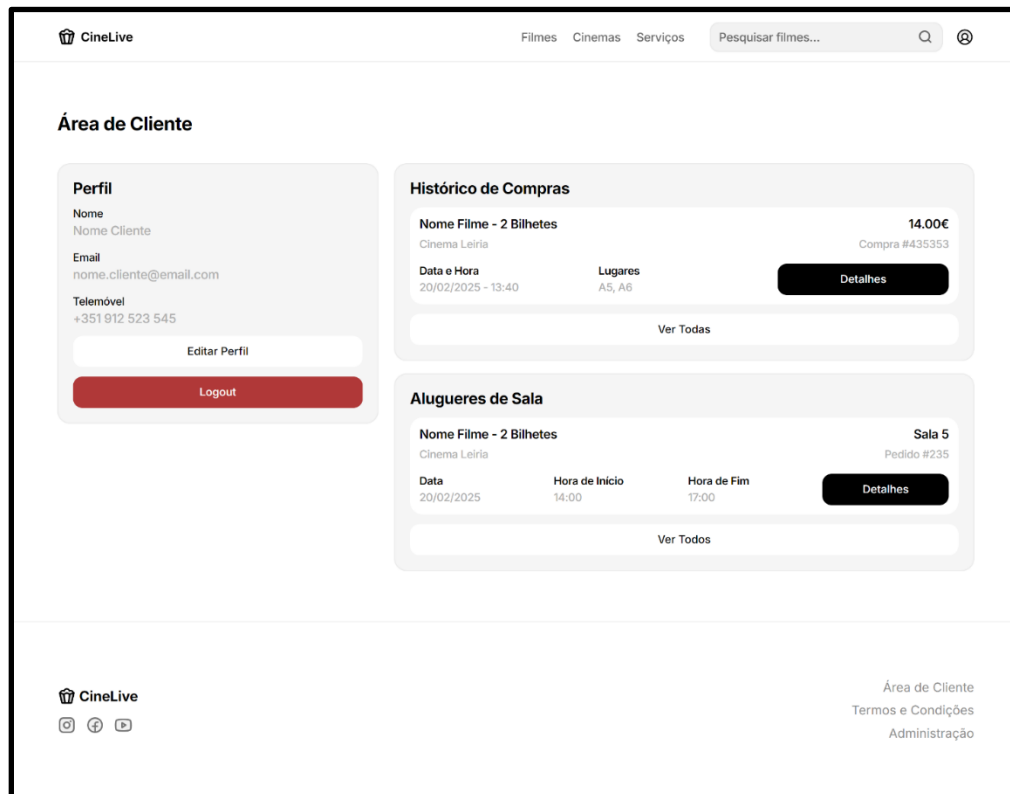 CineLive
Filmes Cinemas Serviços Pesquisar filmes...
Área de Cliente
Perfil
Nome
Nome Cliente
Email
nome.cliente@email.com
Telemóvel
+351 912 523 545
Editar Perfil
Logout
Histórico de Compras
Nome Filme - 2 Bilhetes 14.00€
Cinema Leiria Compra #435353
Data e Hora Lugares
20/02/2025 - 13:40 A5, A6
Detalhes
Ver Todas
Alugueres de Sala
Nome Filme - 2 Bilhetes Sala 5
Cinema Leiria Pedido #235
Data Hora de Início Hora de Fim
20/02/2025 14:00 17:00
Detalhes
Ver Todos
CineLive
Área de Cliente
Termos e Condições
Administração